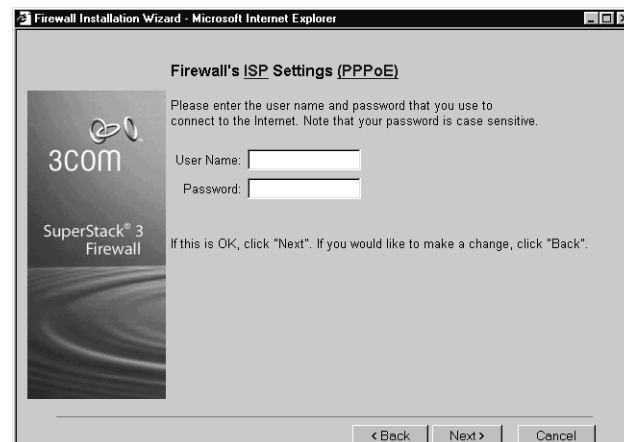 Firewall Installation Wizard - Microsoft Internet Explorer
Firewall's ISP Settings (PPPoE)
Please enter the user name and password that you use to
connect to the Internet. Note that your password is case sensitive.
3COM
User Name:
Password:
SuperStack® 3
Firewall
If this is OK, click "Next". If you would like to make a change, click "Back".
< Back
Next >
Cancel